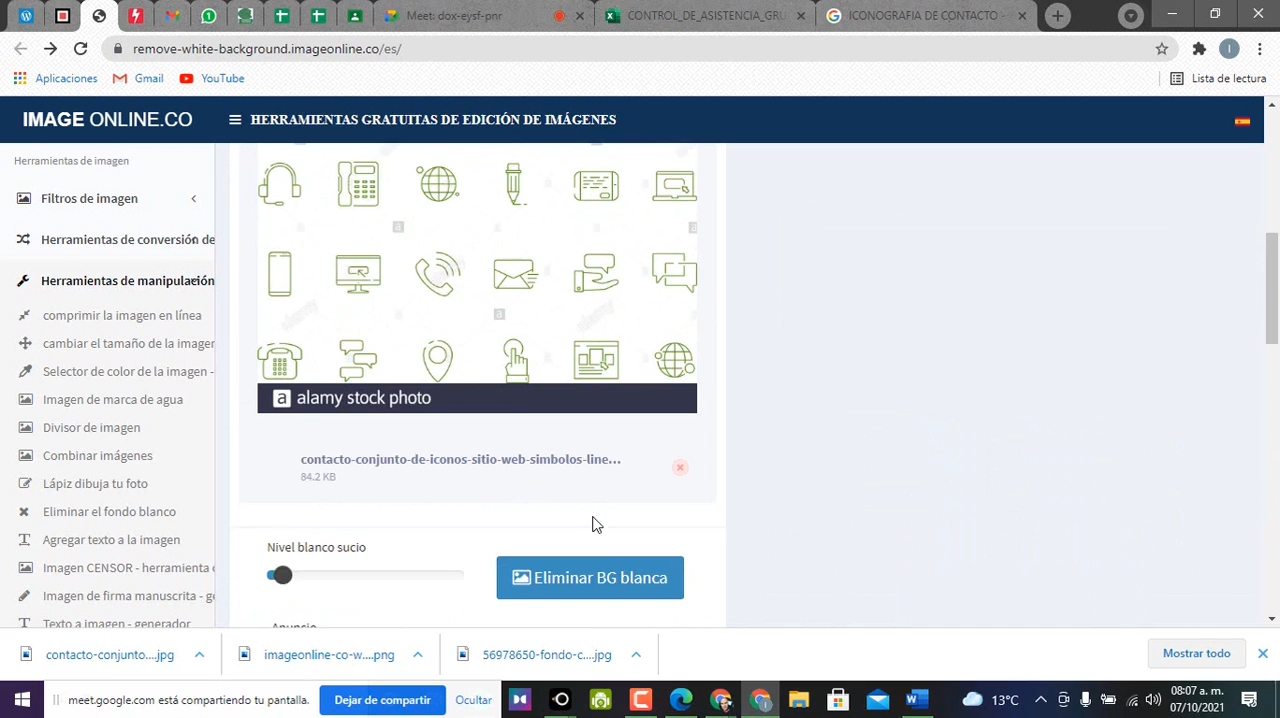 Meet: dox-eysf-pnr
CONTROL_DE_ASISTENCIA_GRU
ICONOGRAFIA DE CONTACTO -
remove-white-background.imageonline.co/es/
Aplicaciones
Gmail
YouTube
Lista de lectura
IMAGE ONLINE.CO
HERRAMIENTAS GRATUITAS DE EDICIÓN DE IMÁGENES
Herramientas de imagen
Filtros de imagen
Herramientas de conversión de
Herramientas de manipulación
comprimir la imagen en línea
cambiar el tamaño de la imagen
Selector de color de la imagen -
Imagen de marca de agua
Divisor de imagen
Combinar imágenes
Lápiz dibuja tu foto
Eliminar el fondo blanco
Agregar texto a la imagen
Imagen CENSOR - herramienta
Imagen de firma manuscrita - ge
Texto a imagen - generador
a alamy stock photo
contacto-conjunto-de-iconos-sitio-web-simbolos-line...
84.2 KB
Nivel blanco sucio
Eliminar BG blanca
Anuncio
contacto-conjunto....jpg
imageonline-co-w....png
56978650-fondo-c....jpg
Mostrar todo
meet.google.com está compartiendo tu pantalla.
Dejar de compartir
Ocultar
13°C
08:07 a. m.
07/10/2021